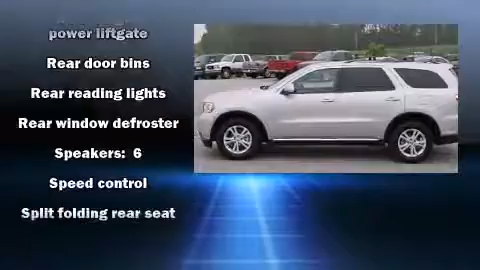 power liftgate
Rear door bins
Rear reading lights
Rear window defroster
Speakers:  6
Speed control
Split folding rear seat